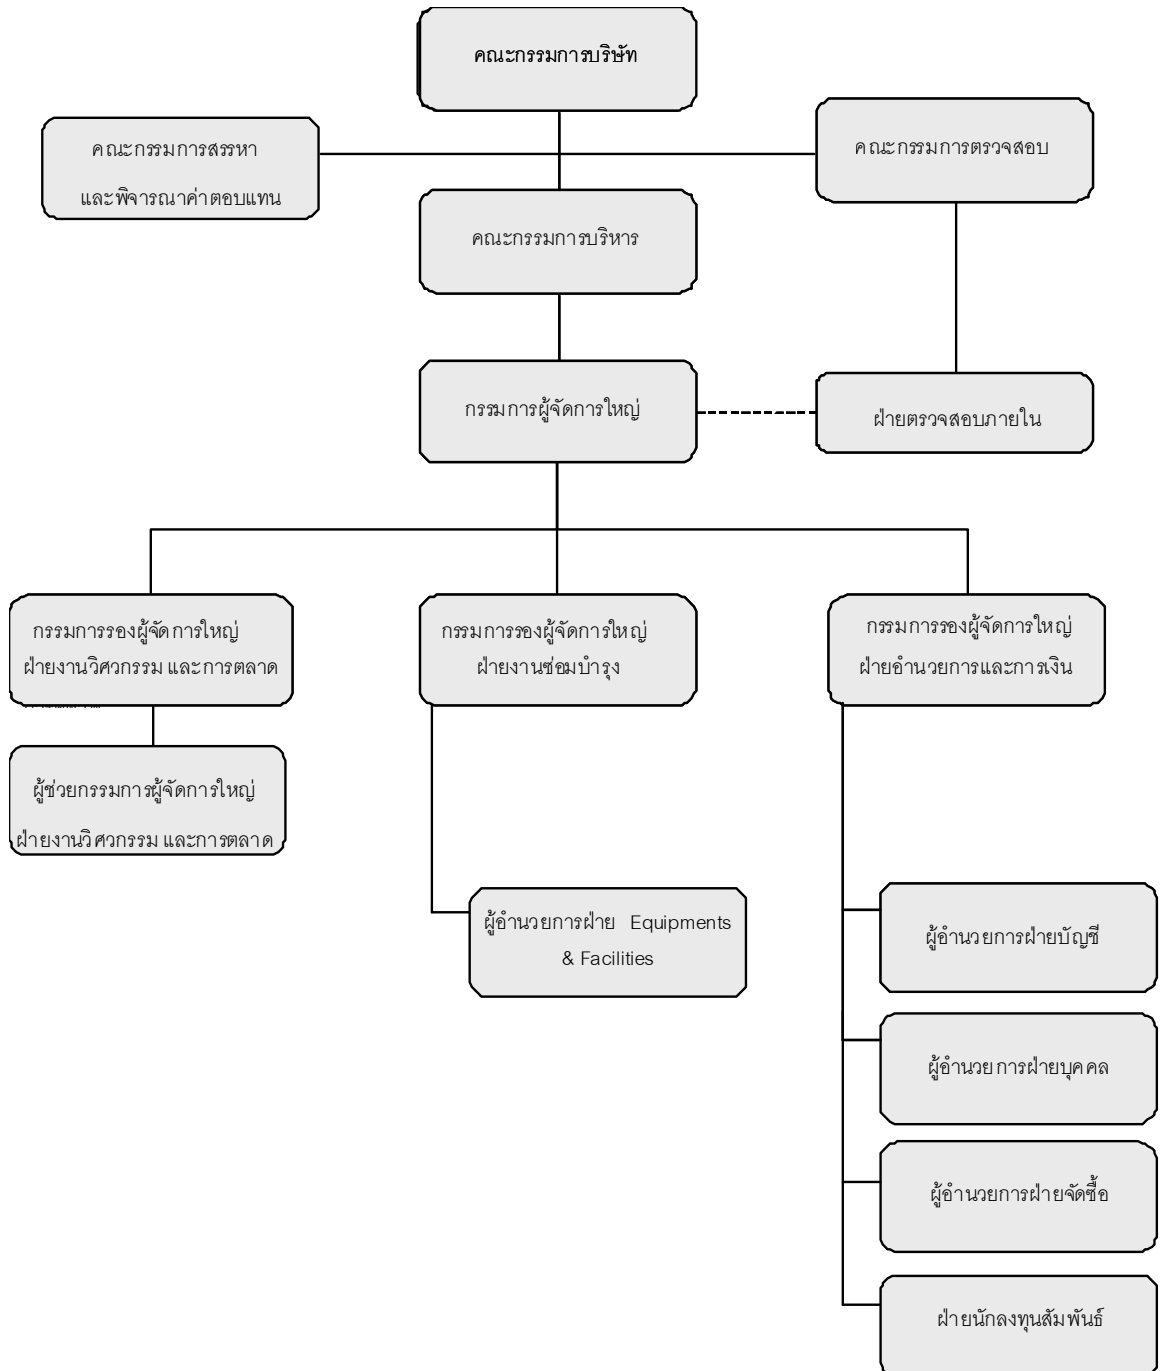 คณะกรรมการบริษัท
คณะกรรมการสรรหา
และพิจารณาค่าตอบแทน
คณะกรรมการตรวจสอบ
คณะกรรมการบริหาร
กรรมการผู้จัดการใหญ่
ฝ่ายตรวจสอบภายใน
กรรมการรองผู้จัดการใหญ่
ฝ่ายงานวิศวกรรม และการตลาด
กรรมการรองผู้จัดการใหญ่
ฝ่ายงานซ่อมบำรุง
กรรมการรองผู้จัดการใหญ่
ฝ่ายอำนวยการและการเงิน
ผู้ช่วยกรรมการผู้จัดการใหญ่
ฝ่ายงานวิศวกรรม และการตลาด
ผู้อำนวยการฝ่าย Equipments
& Facilities
ผู้อำนวยการฝ่ายบัญชี
ผู้อำนวยการฝ่ายบุคคล
ผู้อำนวยการฝ่ายจัดซื้อ
ฝ่ายนักลงทุนสัมพันธ์